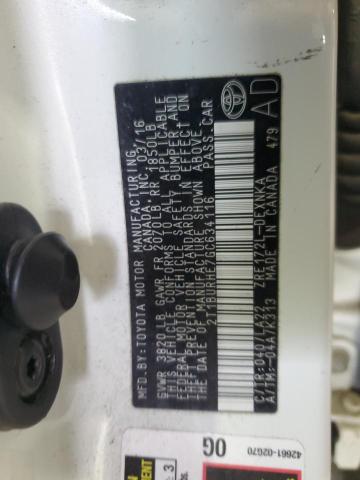 MFD.BY:TOYOTA MOTOR MANUFACTURING
CANADA, INC. 03/16
GVWR 3820LB GAWR FR 2070LB RR 1850LB
THIS VEHICLE CONFORMS TO ALL APPLICABLE
FEDERAL MOTOR VEHICLE SAFETY, BUMPER AND
THEFT PREVENTION STANDARDS IN EFFECT ON
THE DATE OF MANUFACTURE SHOWN ABOVE.
PASS.CAR
C/TR:040/LA22 ZRE172L-DEXNKA
A/TM:-04A/K313 MADE IN CANADA 479
AD
TOYOTA
42661-02G70
0G
3